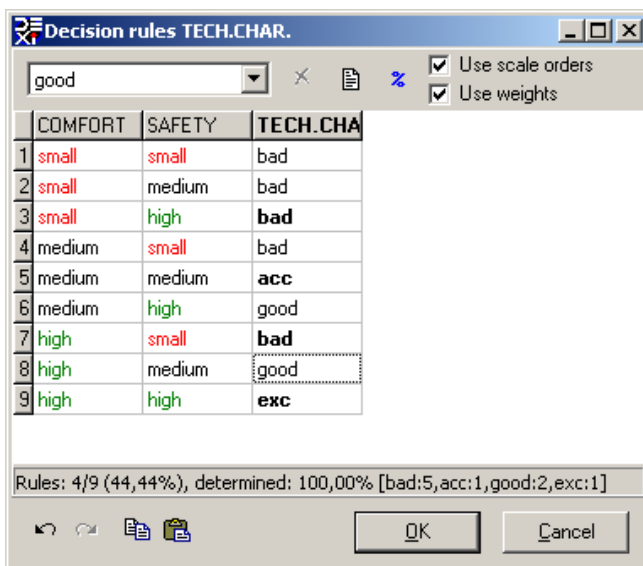 Decision rules TECH.CHAR.
good
Use scale orders
Use weights
COMFORT SAFETY TECH.CHA
1 small small bad
2 small medium bad
3 small high bad
4 medium small bad
5 medium medium acc
6 medium high good
7 high small bad
8 high medium good
9 high high exc
Rules: 4/9 (44,44%), determined: 100,00% [bad:5,acc:1,good:2,exc:1]
OK Cancel